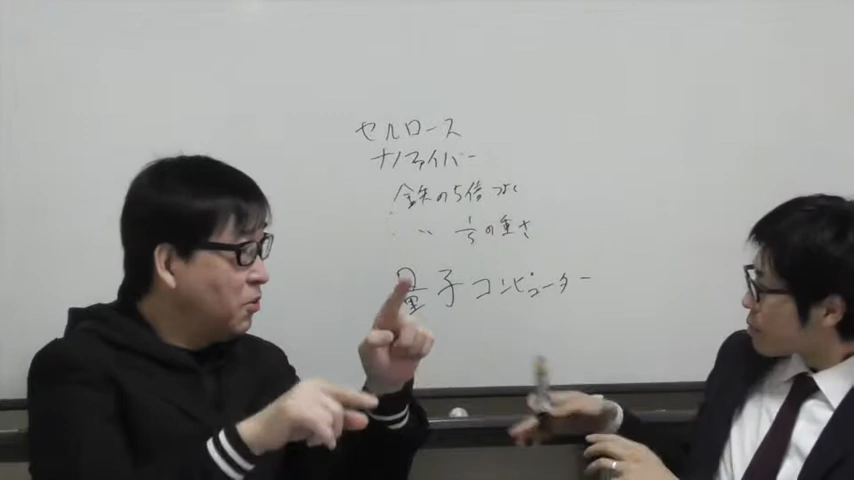 セルロース
ナノファイバー
鉄の5倍つよく
〃 1/5の重さ
量子コンピューター